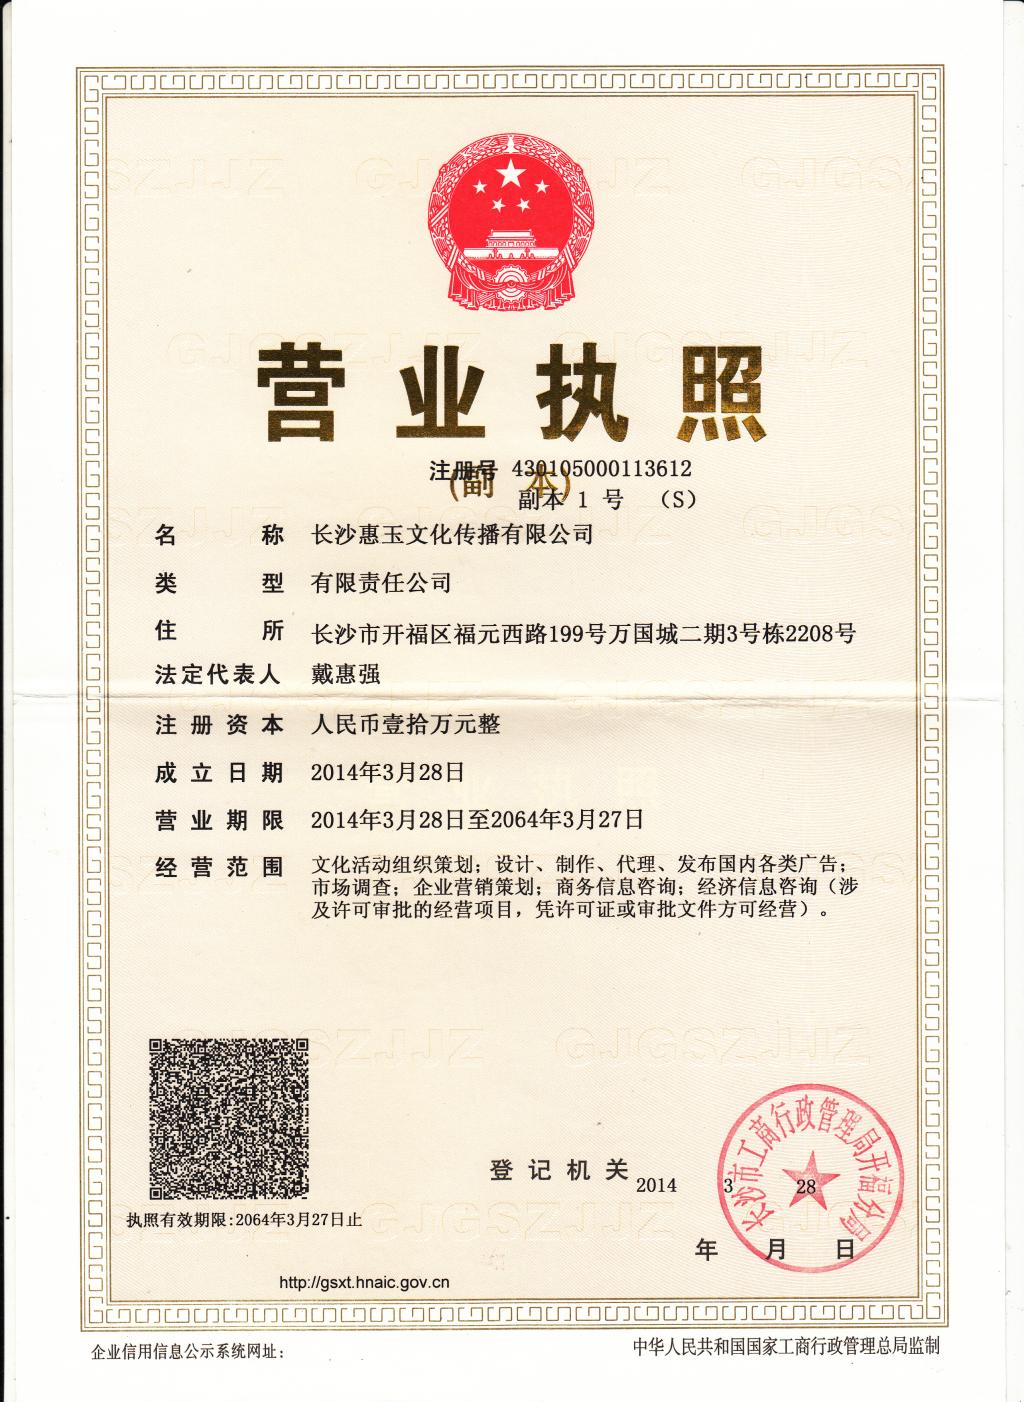 营业执照
(副 本)
注册号 430105000113612
副本 1 号 （S）
名称 长沙惠玉文化传播有限公司
类型 有限责任公司
住所 长沙市开福区福元西路199号万国城二期3号栋2208号
法定代表人 戴惠强
注册资本 人民币壹拾万元整
成立日期 2014年3月28日
营业期限 2014年3月28日至2064年3月27日
经营范围 文化活动组织策划；设计、制作、代理、发布国内各类广告；
市场调查；企业营销策划；商务信息咨询；经济信息咨询（涉
及许可审批的经营项目，凭许可证或审批文件方可经营）。
执照有效期限:2064年3月27日止
登记机关
长沙市工商行政管理局开福分局
2014 3 28
年 月 日
http://gsxt.hnaic.gov.cn
企业信用信息公示系统网址：
中华人民共和国国家工商行政管理总局监制